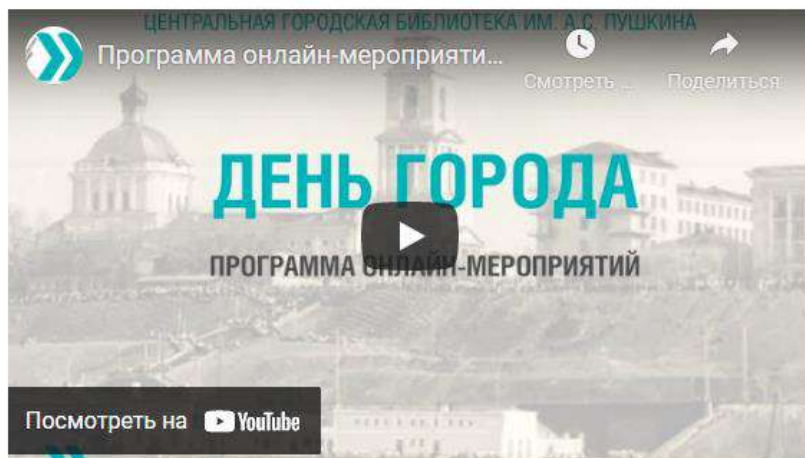 ЦЕНТРАЛЬНАЯ ГОРОДСКАЯ БИБЛИОТЕКА ИМ. А.С. ПУШКИНА
Программа онлайн-мероприяти...
Смотреть ...
Поделиться
ДЕНЬ ГОРОДА
ПРОГРАММА ОНЛАЙН-МЕРОПРИЯТИЙ
Посмотреть на YouTube